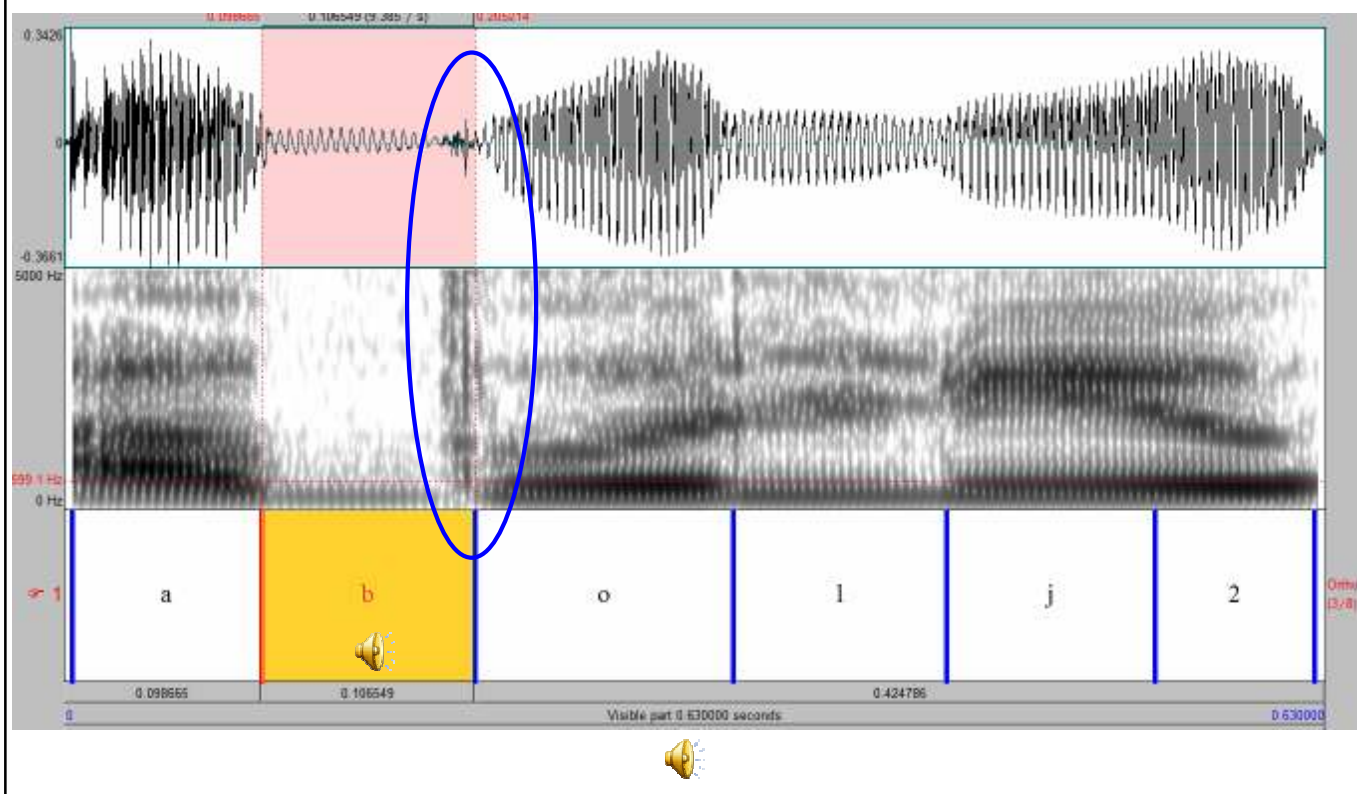 0.098665 0.106549 (9.385 / s) 0.205214
0.3426
0
-0.3661
5000 Hz
599.1 Hz
0 Hz
1 a b o l j 2
(3/8)
0.098665 0.106549 0.424786
0 Visible part 0.630000 seconds 0.630000